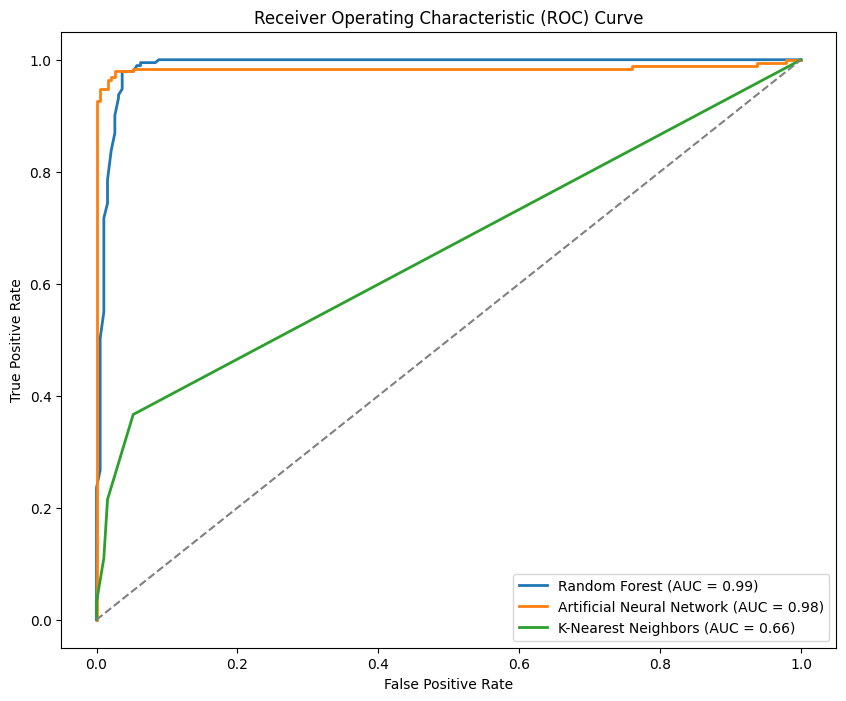 Receiver Operating Characteristic (ROC) Curve
1.0
0.8
0.6
0.4
0.2
0.0
True Positive Rate
Random Forest (AUC = 0.99)
Artificial Neural Network (AUC = 0.98)
K-Nearest Neighbors (AUC = 0.66)
0.0 0.2 0.4 0.6 0.8 1.0
False Positive Rate